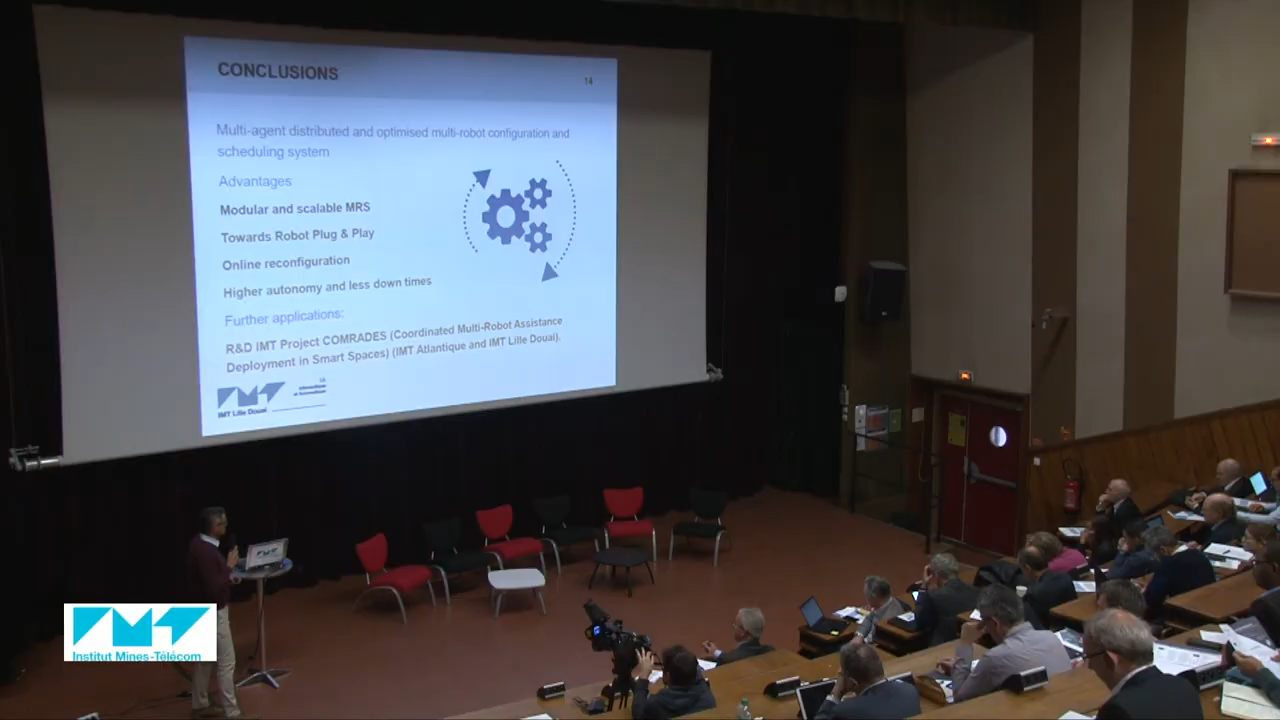 CONCLUSIONS
14
Multi-agent distributed and optimised multi-robot configuration and
scheduling system
Advantages
Modular and scalable MRS
Towards Robot Plug & Play
Online reconfiguration
Higher autonomy and less down times
Further applications:
R&D IMT Project COMRADES (Coordinated Multi-Robot Assistance
Deployment in Smart Spaces) (IMT Atlantique and IMT Lille Douai).
IMT Lille Douai
Institut Mines-Télécom